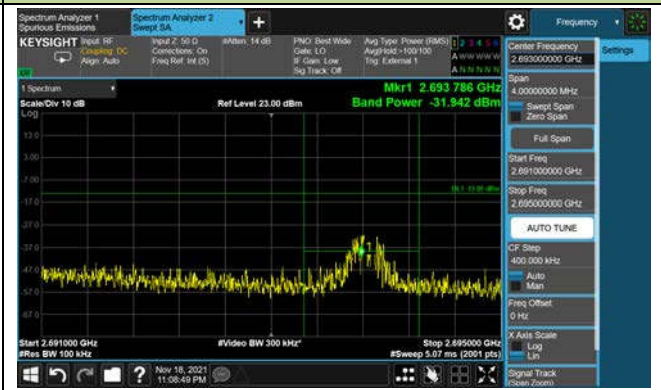 Spectrum Analyzer 1
Spurious Emissions
Spectrum Analyzer 2
Swept SA
+
Frequency
KEYSIGHT
Input: RF
Coupling: DC
Align: Auto
Input Z: 50 Ω
Corrections: On
Freq Ref: Int (S)
#Atten: 14 dB
PNO: Best Wide
Gate: LO
IF Gain: Low
Sig Track: Off
Avg Type: Power (RMS)
Avg|Hold:>100/100
Trig: External 1
1 2 3 4 5 6
A W W W W W
A N N N N N
1 Spectrum
Scale/Div 10 dB
Ref Level 23.00 dBm
Mkr1 2.693 786 GHz
Band Power -31.942 dBm
Log
13.0
3.00
-7.00
-17.0
-27.0
-37.0
-47.0
-57.0
-67.0
Start 2.691000 GHz
#Video BW 300 kHz*
Stop 2.695000 GHz
#Res BW 100 kHz
#Sweep 5.07 ms (2001 pts)
Nov 18, 2021
11:08:49 PM
Center Frequency
2.693000000 GHz
Settings
Span
4.00000000 MHz
Swept Span
Zero Span
Full Span
Start Freq
2.691000000 GHz
Stop Freq
2.695000000 GHz
AUTO TUNE
CF Step
400.000 kHz
Auto
Man
Freq Offset
0 Hz
X Axis Scale
Log
Lin
Signal Track
(Span Zoom)